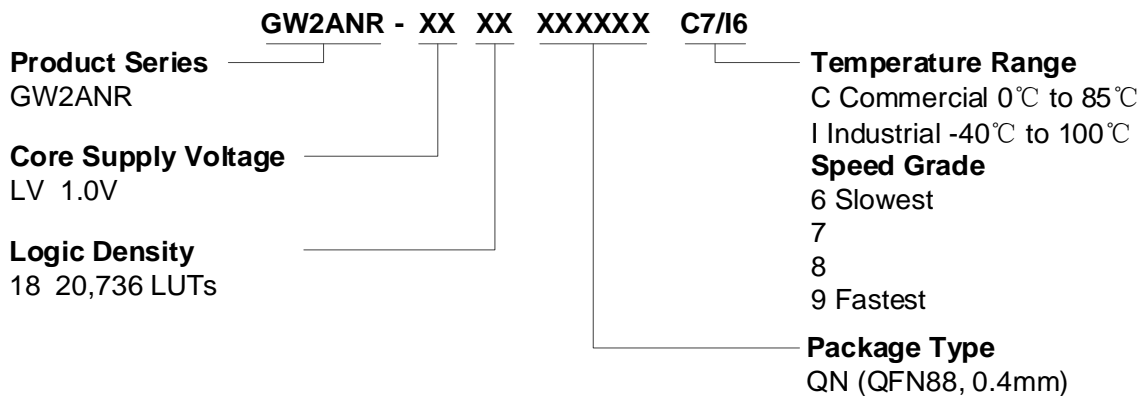 GW2ANR - XX XX XXXXXX C7/I6
Product Series
GW2ANR
Core Supply Voltage
LV 1.0V
Logic Density
18 20,736 LUTs
Temperature Range
C Commercial 0℃ to 85℃
I Industrial -40℃ to 100℃
Speed Grade
6 Slowest
7
8
9 Fastest
Package Type
QN (QFN88, 0.4mm)